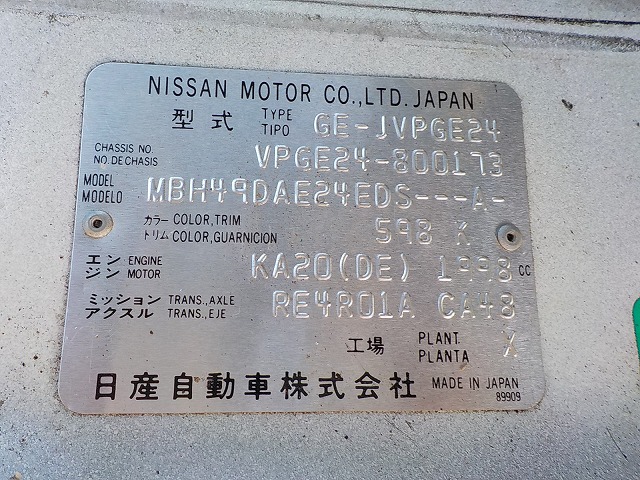 NISSAN MOTOR CO.,LTD. JAPAN
型式 TYPE TIPO GE-JVPGE24
CHASSIS NO. NO. DE CHASIS VPGE24-800173
MODEL MODELO MBH49DAE24EDS---A-
カラー COLOR,TRIM トリム COLOR,GUARNICION 598 K
エンジン ENGINE MOTOR KA20(DE) 1998 CC
ミッション TRANS.,AXLE アクスル TRANS.,EJE RE4R01A CA48
工場 PLANT PLANTA
日産自動車株式会社 MADE IN JAPAN
89909